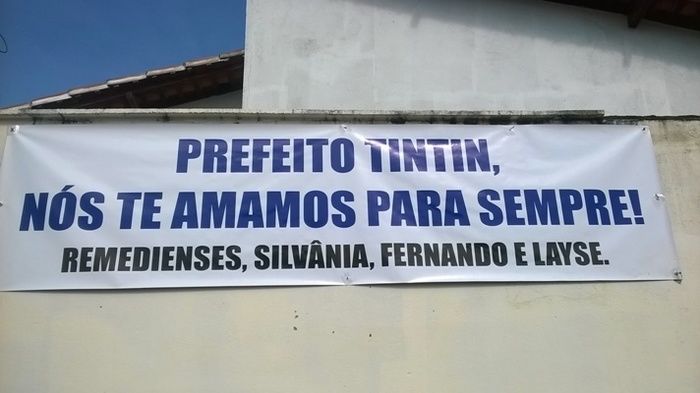 PREFEITO TINTIN,
NÓS TE AMAMOS PARA SEMPRE!
REMEDIENSES, SILVÂNIA, FERNANDO E LAYSE.